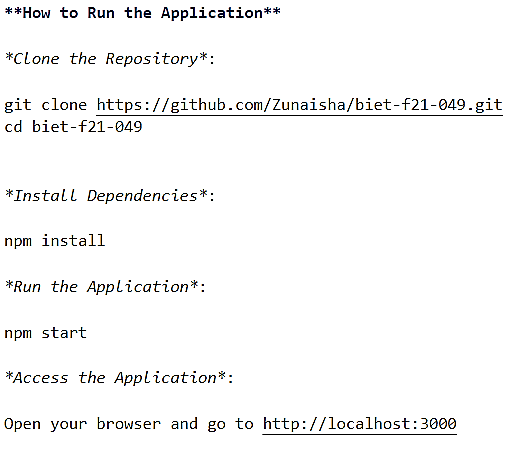 **How to Run the Application**
*Clone the Repository*:
git clone https://github.com/Zunaisha/biet-f21-049.git
cd biet-f21-049
*Install Dependencies*:
npm install
*Run the Application*:
npm start
*Access the Application*:
Open your browser and go to http://localhost:3000